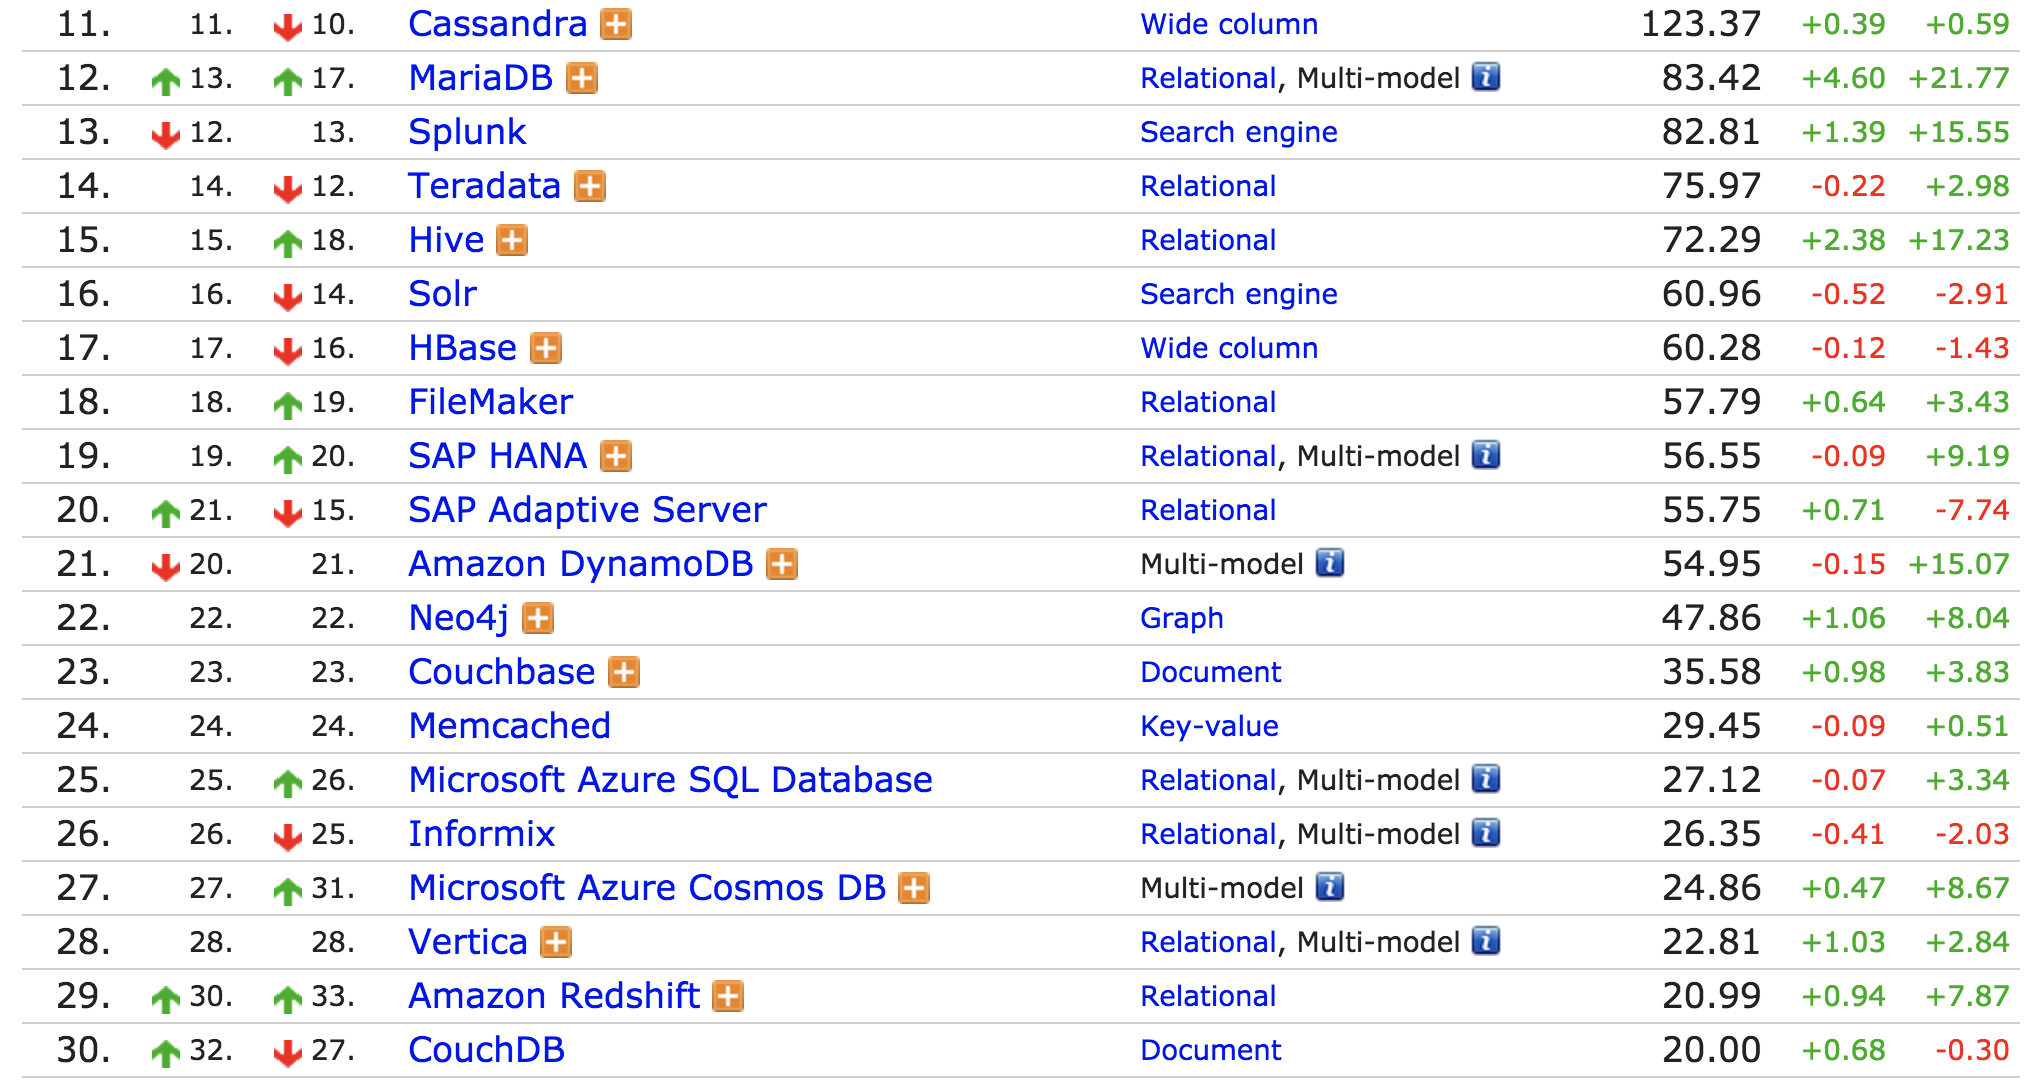 11. 11. 10. Cassandra Wide column 123.37 +0.39 +0.59
12. 13. 17. MariaDB Relational, Multi-model i 83.42 +4.60 +21.77
13. 12. 13. Splunk Search engine 82.81 +1.39 +15.55
14. 14. 12. Teradata Relational 75.97 -0.22 +2.98
15. 15. 18. Hive Relational 72.29 +2.38 +17.23
16. 16. 14. Solr Search engine 60.96 -0.52 -2.91
17. 17. 16. HBase Wide column 60.28 -0.12 -1.43
18. 18. 19. FileMaker Relational 57.79 +0.64 +3.43
19. 19. 20. SAP HANA Relational, Multi-model i 56.55 -0.09 +9.19
20. 21. 15. SAP Adaptive Server Relational 55.75 +0.71 -7.74
21. 20. 21. Amazon DynamoDB Multi-model i 54.95 -0.15 +15.07
22. 22. 22. Neo4j Graph 47.86 +1.06 +8.04
23. 23. 23. Couchbase Document 35.58 +0.98 +3.83
24. 24. 24. Memcached Key-value 29.45 -0.09 +0.51
25. 25. 26. Microsoft Azure SQL Database Relational, Multi-model i 27.12 -0.07 +3.34
26. 26. 25. Informix Relational, Multi-model i 26.35 -0.41 -2.03
27. 27. 31. Microsoft Azure Cosmos DB Multi-model i 24.86 +0.47 +8.67
28. 28. 28. Vertica Relational, Multi-model i 22.81 +1.03 +2.84
29. 30. 33. Amazon Redshift Relational 20.99 +0.94 +7.87
30. 32. 27. CouchDB Document 20.00 +0.68 -0.30